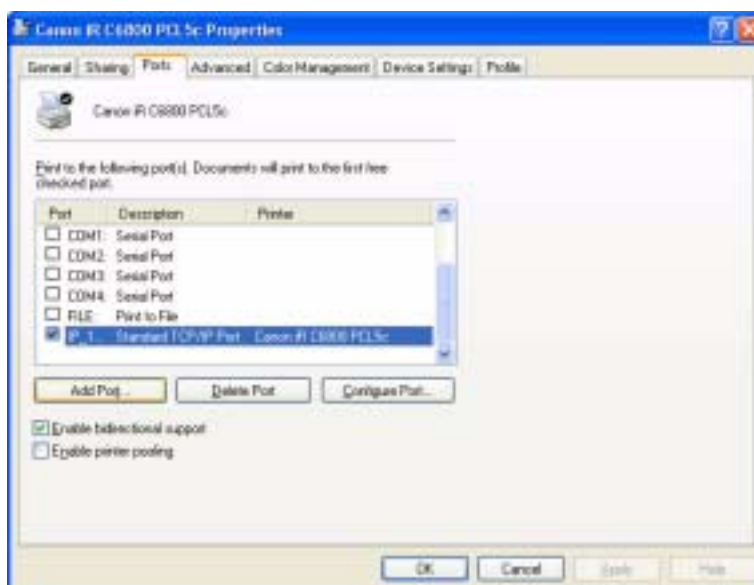 Canon iR C6800 PCL5c Properties
General Sharing Ports Advanced Color Management Device Settings Profile
Canon iR C6800 PCL5c
Print to the following port(s). Documents will print to the first free
checked port.
Port Description Printer
COM1: Serial Port
COM2: Serial Port
COM3: Serial Port
COM4: Serial Port
FILE: Print to File
IP_1... Standard TCP/IP Port Canon iR C6800 PCL5c
Add Port... Delete Port Configure Port...
Enable bidirectional support
Enable printer pooling
OK Cancel Apply Help